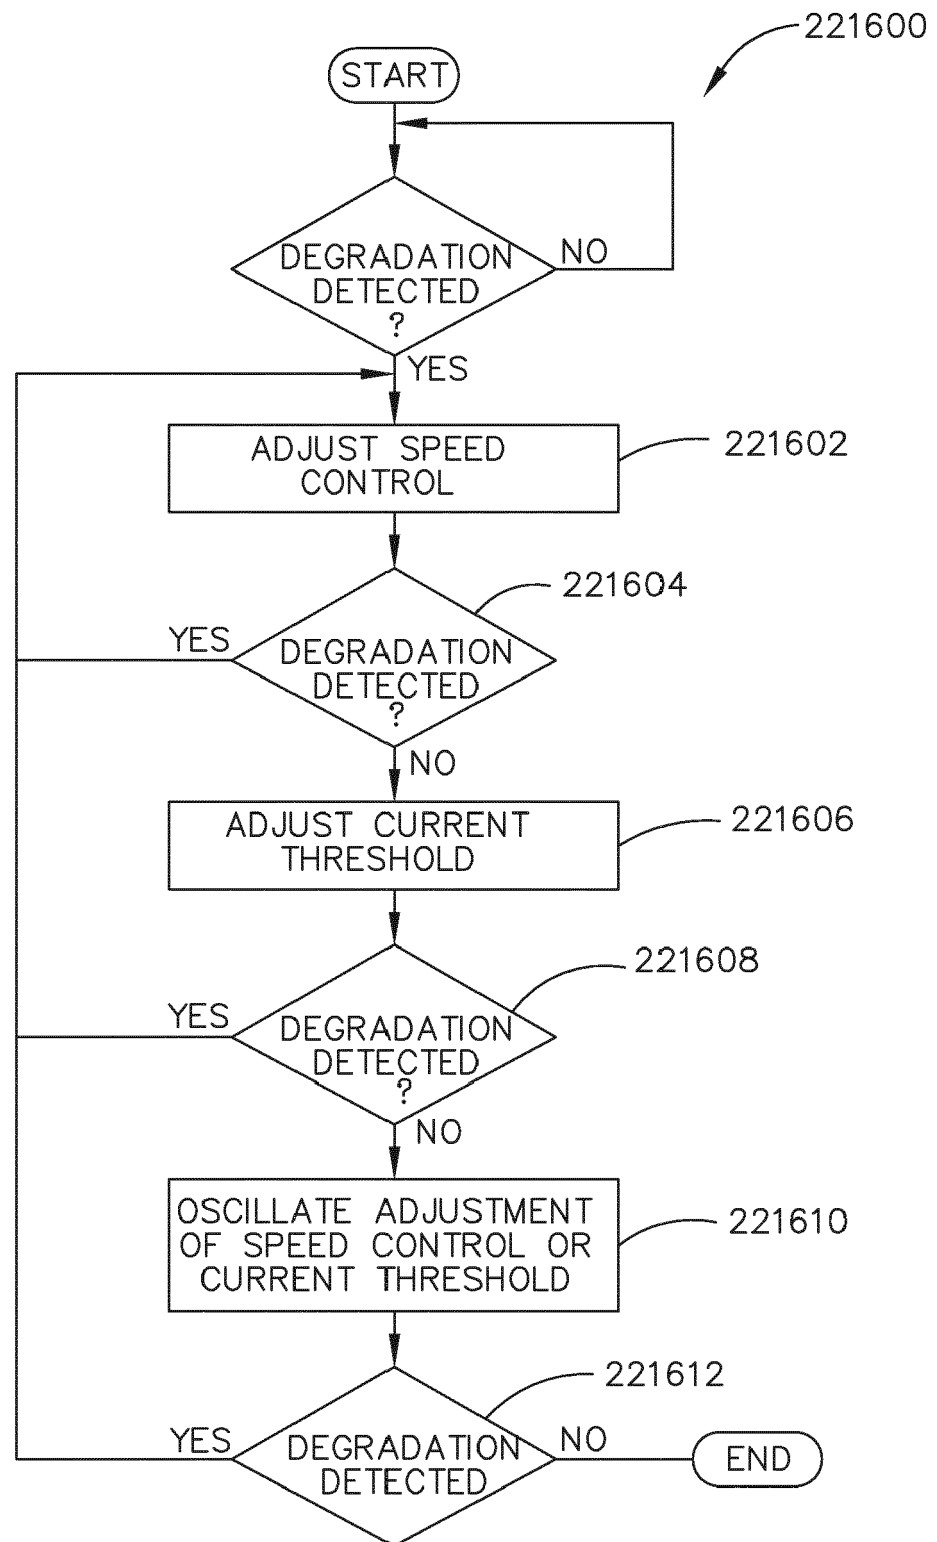 221600
START
DEGRADATION
DETECTED
?
NO
YES
ADJUST SPEED
CONTROL
221602
221604
YES
DEGRADATION
DETECTED
?
NO
ADJUST CURRENT
THRESHOLD
221606
221608
YES
DEGRADATION
DETECTED
?
NO
OSCILLATE ADJUSTMENT
OF SPEED CONTROL OR
CURRENT THRESHOLD
221610
221612
YES
DEGRADATION
DETECTED
NO
END